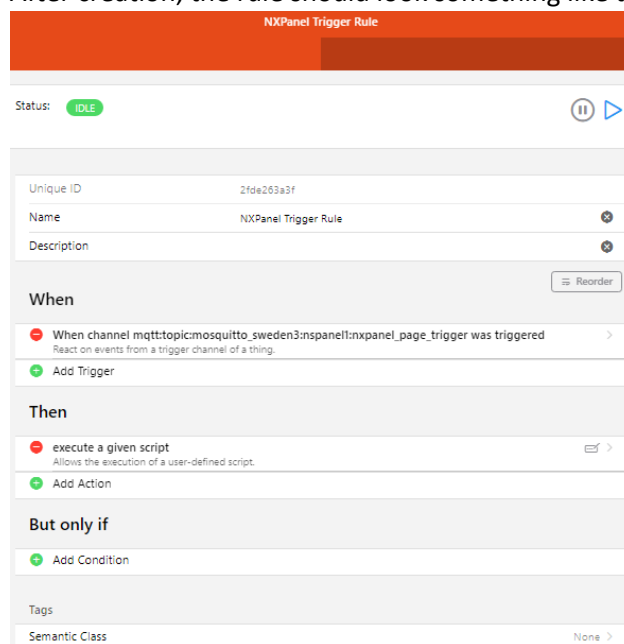 NXPanel Trigger Rule
Status: IDLE
Unique ID 2fde263a3f
Name NXPanel Trigger Rule
Description
Reorder
When
When channel mqtt:topic:mosquitto_sweden3:nspanel1:nxpanel_page_trigger was triggered
React on events from a trigger channel of a thing.
Add Trigger
Then
execute a given script
Allows the execution of a user-defined script.
Add Action
But only if
Add Condition
Tags
Semantic Class None